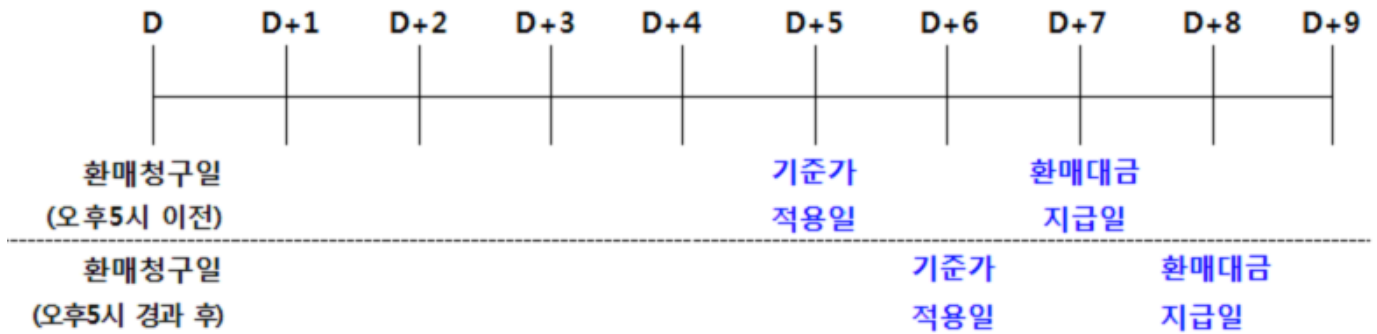 D D+1 D+2 D+3 D+4 D+5 D+6 D+7 D+8 D+9
환매청구일 기준가 환매대금
(오후5시 이전) 적용일 지급일
환매청구일 기준가 환매대금
(오후5시 경과 후) 적용일 지급일